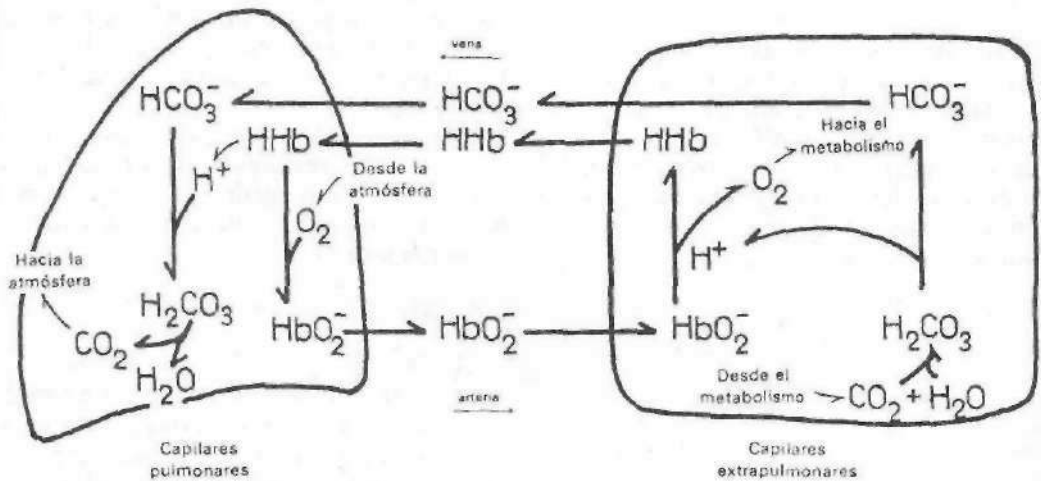 vena
HCO₃⁻
HCO₃⁻
HCO₃⁻
HHb
HHb
HHb
Hacia el
metabolismo
H⁺
Desde la
atmósfera
O₂
O₂
H⁺
Hacia la
atmósfera
H₂CO₃
HbO₂⁻
HbO₂⁻
HbO₂⁻
H₂CO₃
CO₂
H₂O
Desde el
metabolismo
CO₂ + H₂O
arteria
Capilares
pulmonares
Capilares
extrapulmonares